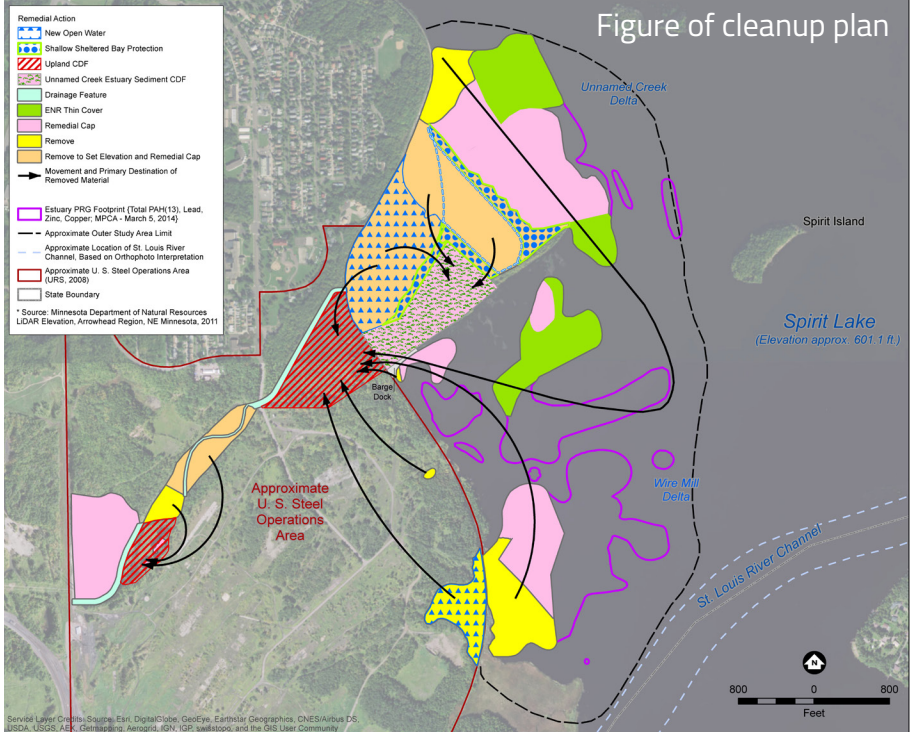 Figure of cleanup plan
Remedial Action
New Open Water
Shallow Sheltered Bay Protection
Upland CDF
Unnamed Creek Estuary Sediment CDF
Drainage Feature
ENR Thin Cover
Remedial Cap
Remove
Remove to Set Elevation and Remedial Cap
Movement and Primary Destination of
Removed Material
Estuary PRG Footprint {Total PAH(13), Lead,
Zinc, Copper; MPCA - March 5, 2014}
Approximate Outer Study Area Limit
Approximate Location of St. Louis River
Channel, Based on Orthophoto Interpretation
Approximate U. S. Steel Operations Area
(URS, 2008)
State Boundary
* Source: Minnesota Department of Natural Resources
LiDAR Elevation, Arrowhead Region, NE Minnesota, 2011
Unnamed Creek
Delta
Spirit Island
Spirit Lake
(Elevation approx. 601.1 ft.)
Barge
Dock
Approximate
U. S. Steel
Operations
Area
Wire Mill
Delta
St. Louis River Channel
N
800 0 800
Feet
Service Layer Credits: Source: Esri, DigitalGlobe, GeoEye, Earthstar Geographics, CNES/Airbus DS,
USDA, USGS, AEX, Getmapping, Aerogrid, IGN, IGP, swisstopo, and the GIS User Community